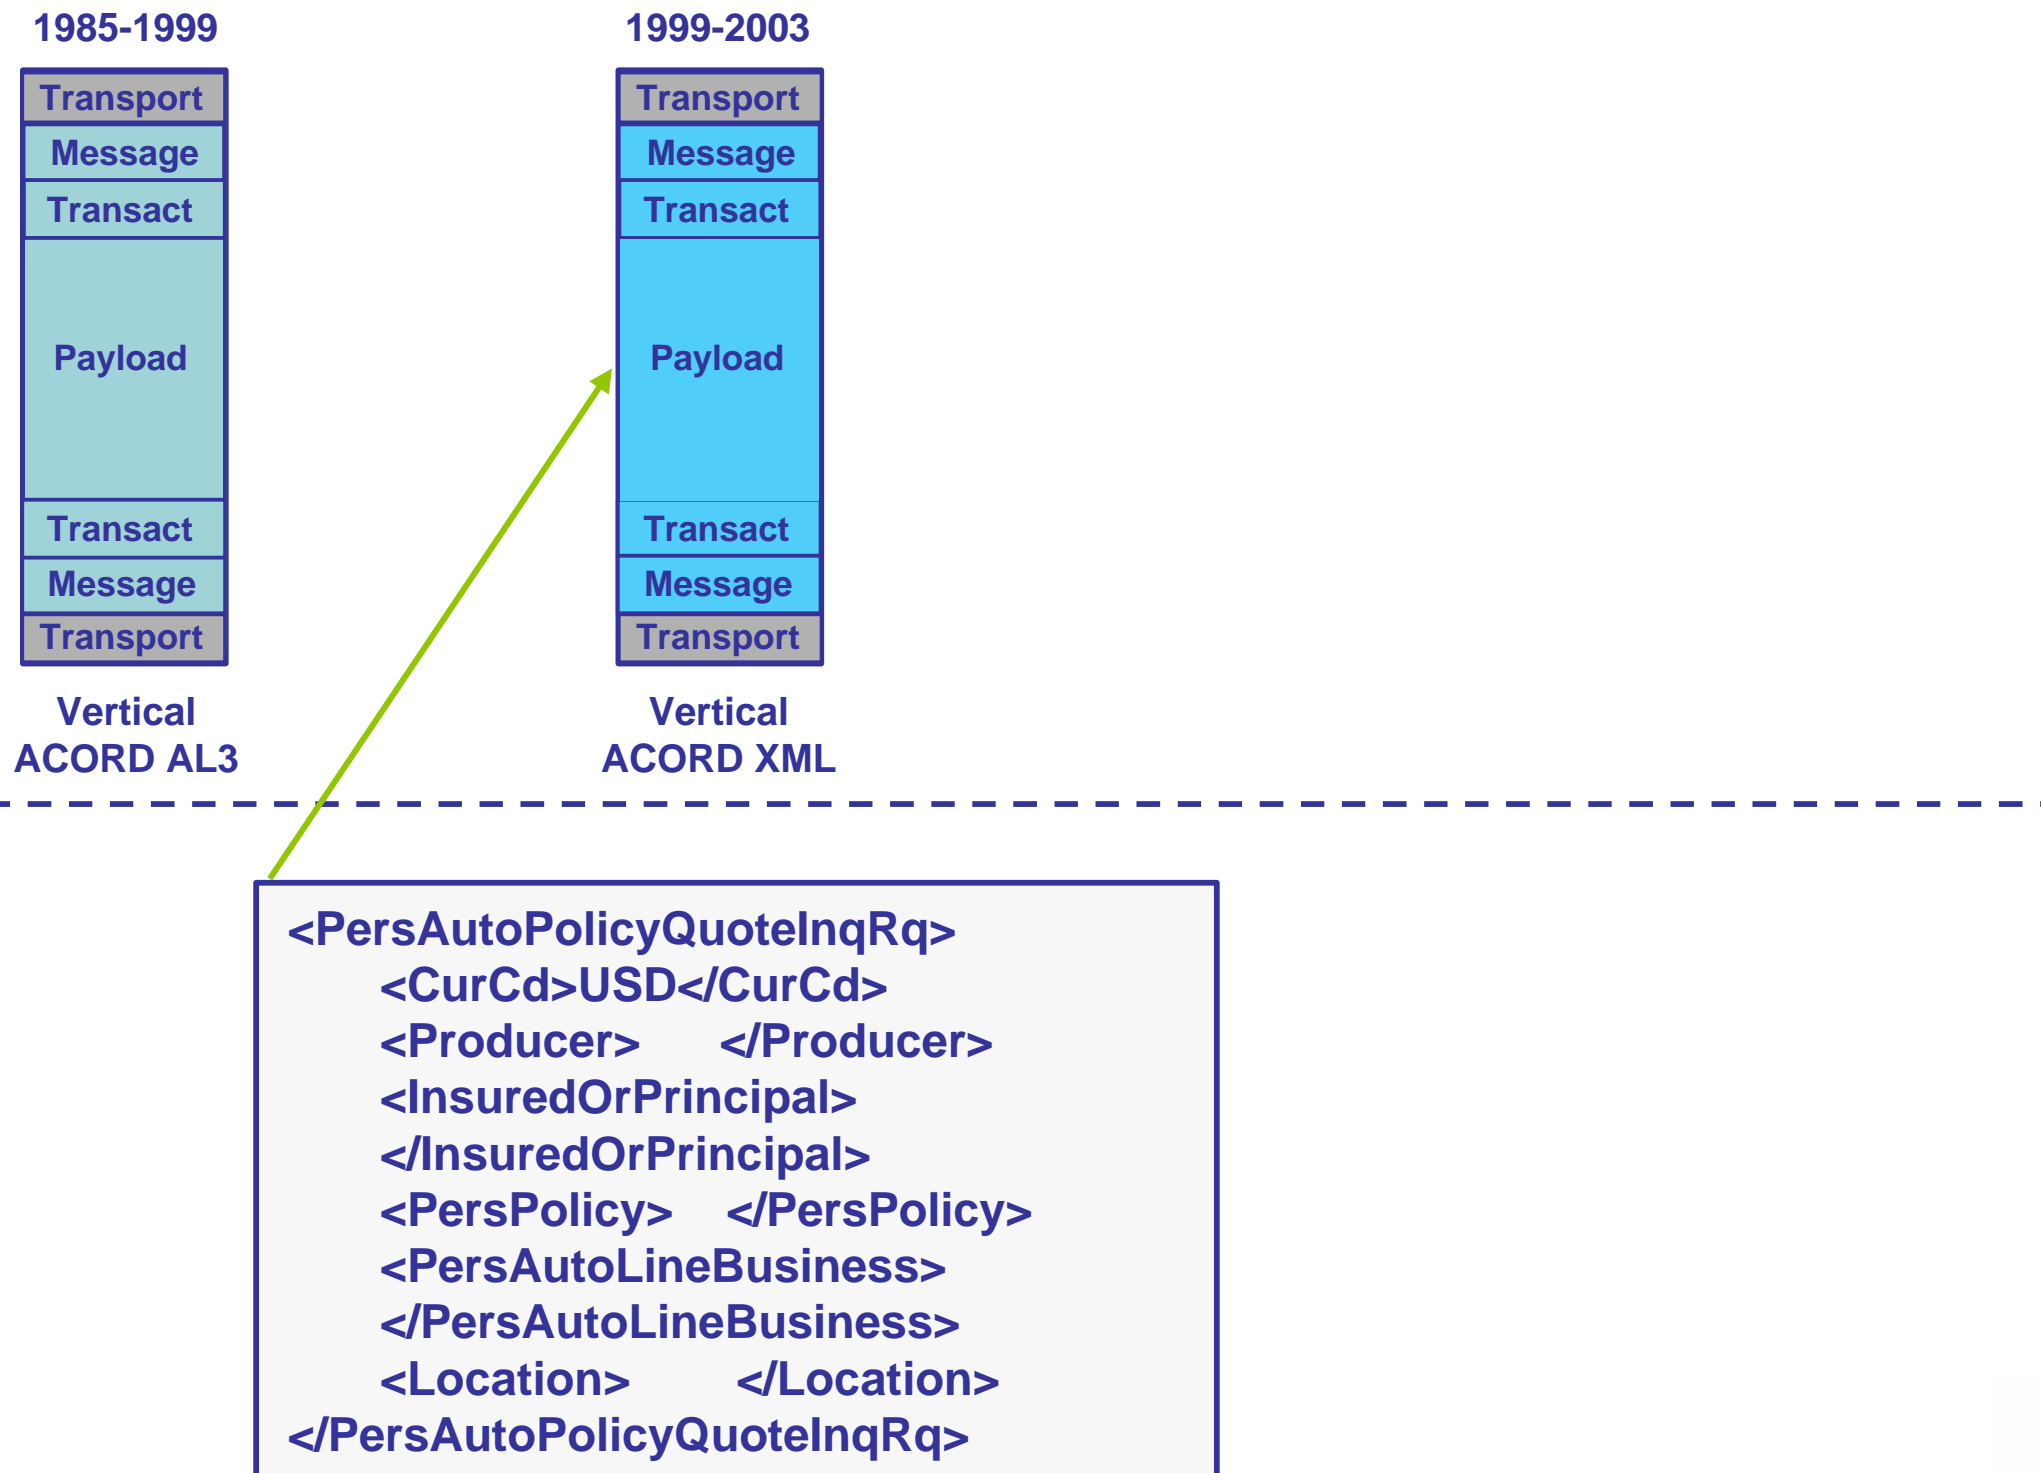 1985-1999
Transport
Message
Transact
Payload
Transact
Message
Transport
Vertical
ACORD AL3
1999-2003
Transport
Message
Transact
Payload
Transact
Message
Transport
Vertical
ACORD XML
<PersAutoPolicyQuoteInqRq>
<CurCd>USD</CurCd>
<Producer> </Producer>
<InsuredOrPrincipal>
</InsuredOrPrincipal>
<PersPolicy> </PersPolicy>
<PersAutoLineBusiness>
</PersAutoLineBusiness>
<Location> </Location>
</PersAutoPolicyQuoteInqRq>